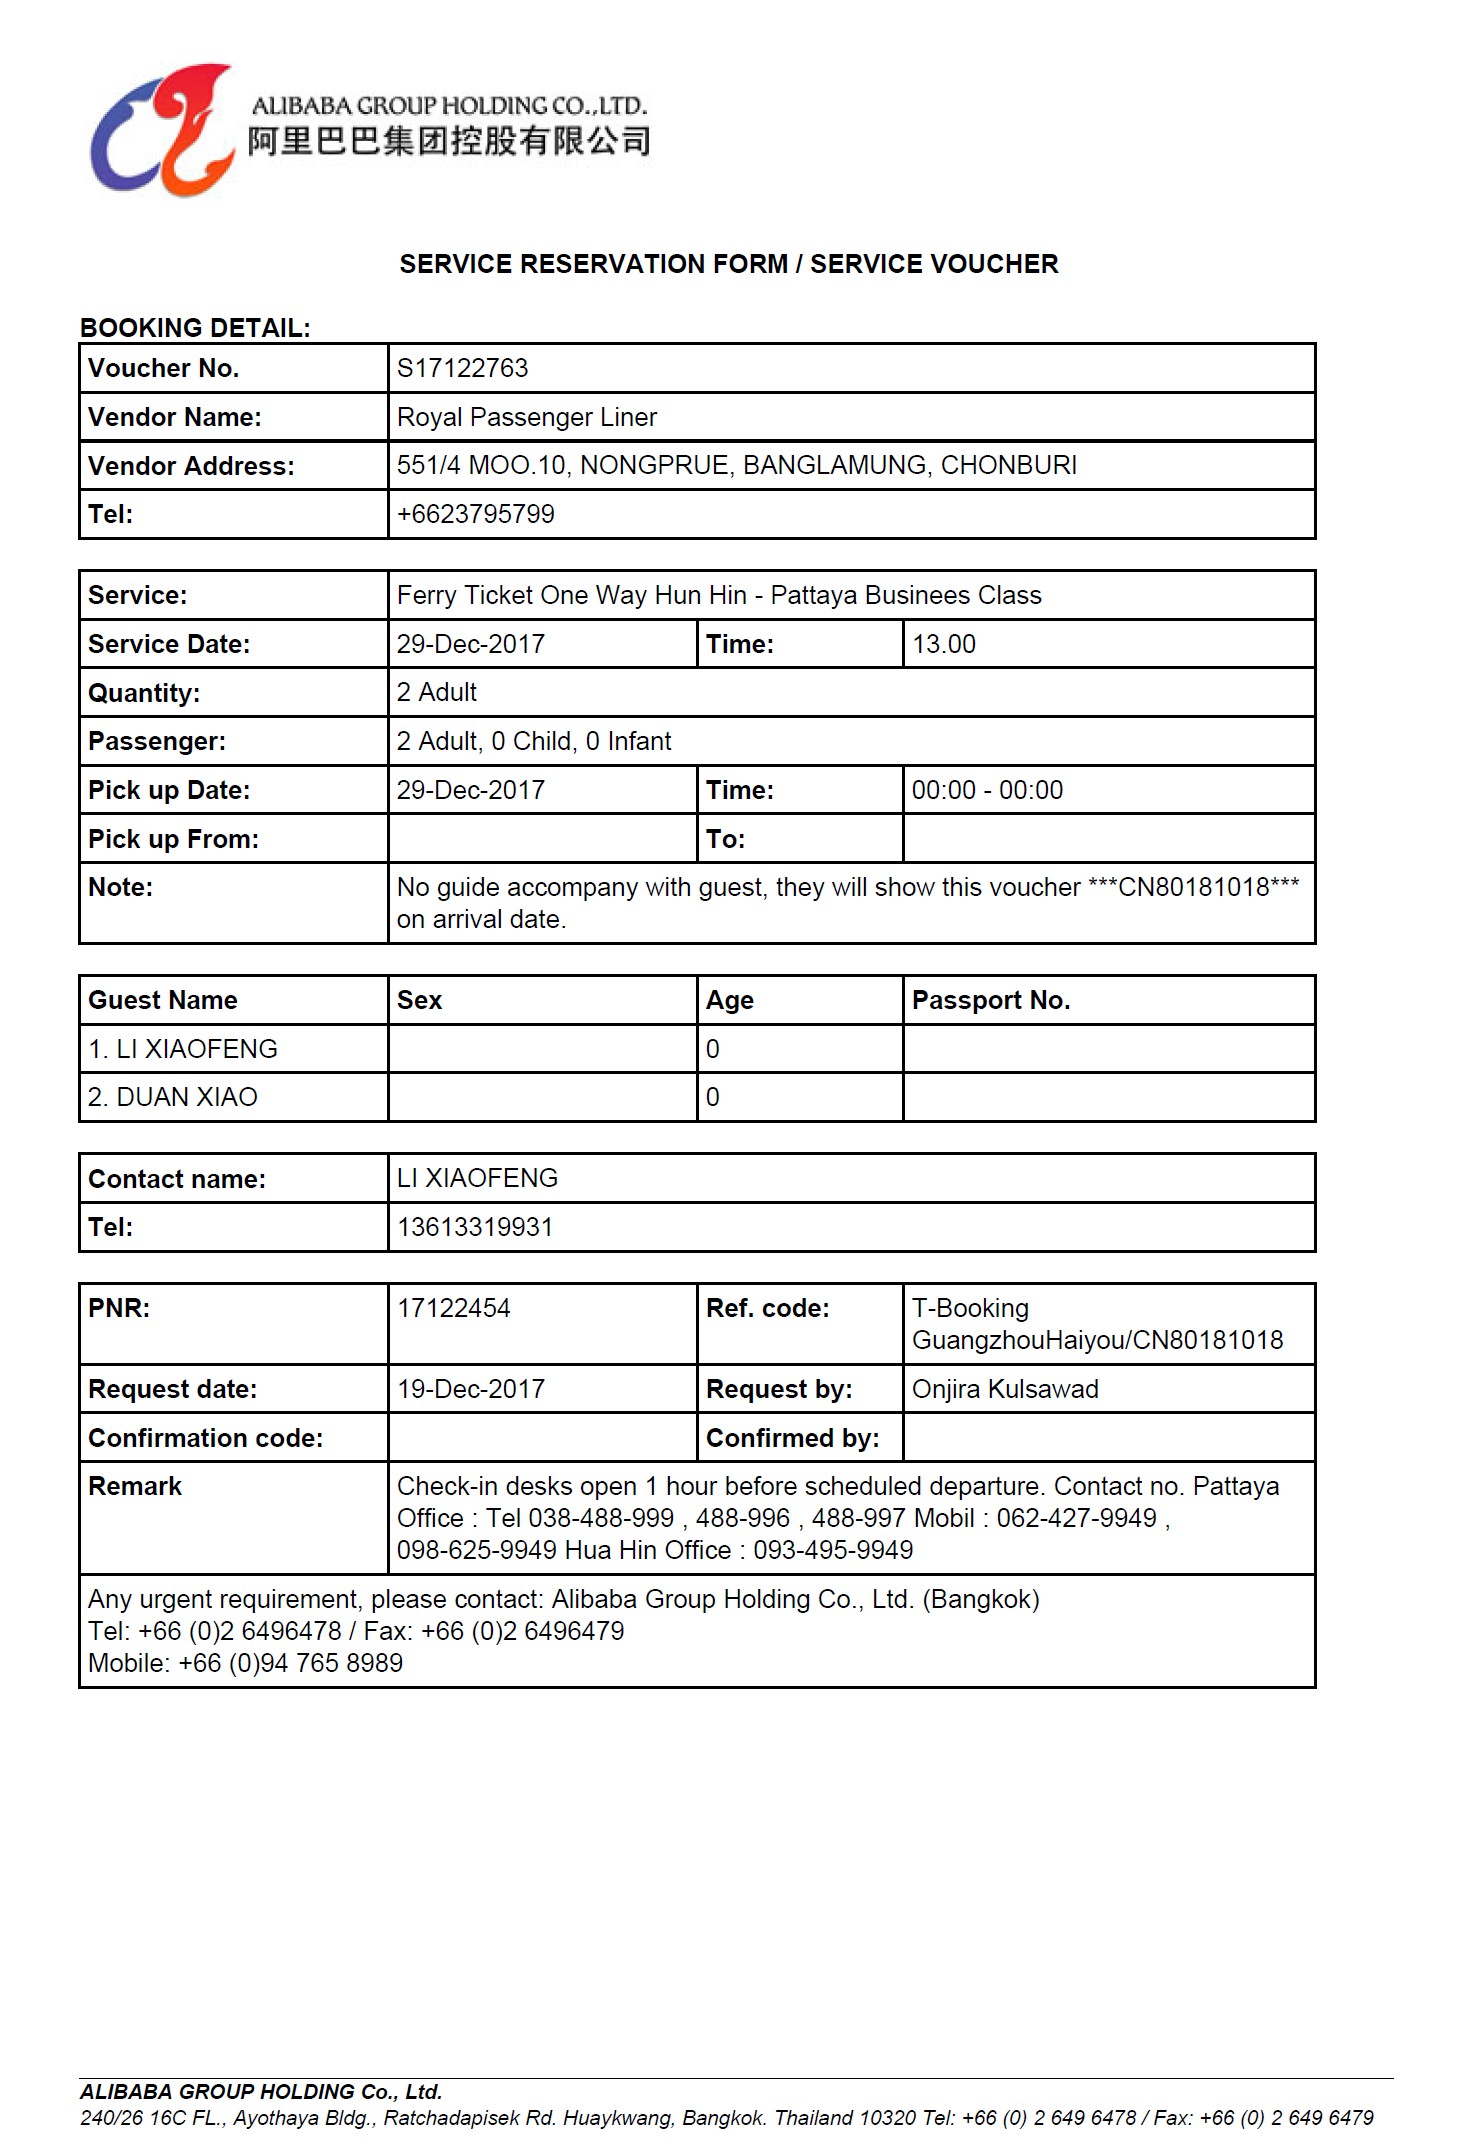 ALIBABA GROUP HOLDING CO.,LTD.
阿里巴巴集团控股有限公司
SERVICE RESERVATION FORM / SERVICE VOUCHER
BOOKING DETAIL:
Voucher No. S17122763
Vendor Name: Royal Passenger Liner
Vendor Address: 551/4 MOO.10, NONGPRUE, BANGLAMUNG, CHONBURI
Tel: +6623795799
Service: Ferry Ticket One Way Hun Hin - Pattaya Businees Class
Service Date: 29-Dec-2017 Time: 13.00
Quantity: 2 Adult
Passenger: 2 Adult, 0 Child, 0 Infant
Pick up Date: 29-Dec-2017 Time: 00:00 - 00:00
Pick up From: To:
Note: No guide accompany with guest, they will show this voucher ***CN80181018***
on arrival date.
Guest Name Sex Age Passport No.
1. LI XIAOFENG 0
2. DUAN XIAO 0
Contact name: LI XIAOFENG
Tel: 13613319931
PNR: 17122454 Ref. code: T-Booking
GuangzhouHaiyou/CN80181018
Request date: 19-Dec-2017 Request by: Onjira Kulsawad
Confirmation code: Confirmed by:
Remark Check-in desks open 1 hour before scheduled departure. Contact no. Pattaya
Office : Tel 038-488-999 , 488-996 , 488-997 Mobil : 062-427-9949 ,
098-625-9949 Hua Hin Office : 093-495-9949
Any urgent requirement, please contact: Alibaba Group Holding Co., Ltd. (Bangkok)
Tel: +66 (0)2 6496478 / Fax: +66 (0)2 6496479
Mobile: +66 (0)94 765 8989
ALIBABA GROUP HOLDING Co., Ltd.
240/26 16C FL., Ayothaya Bldg., Ratchadapisek Rd. Huaykwang, Bangkok. Thailand 10320 Tel: +66 (0) 2 649 6478 / Fax: +66 (0) 2 649 6479